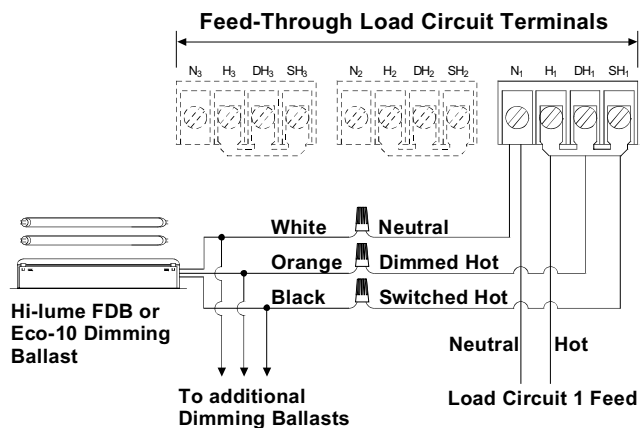 Feed-Through Load Circuit Terminals
N3 H3 DH3 SH3 N2 H2 DH2 SH2 N1 H1 DH1 SH1
White Neutral
Orange Dimmed Hot
Black Switched Hot
Hi-lume FDB or
Eco-10 Dimming
Ballast
Neutral Hot
To additional
Dimming Ballasts
Load Circuit 1 Feed